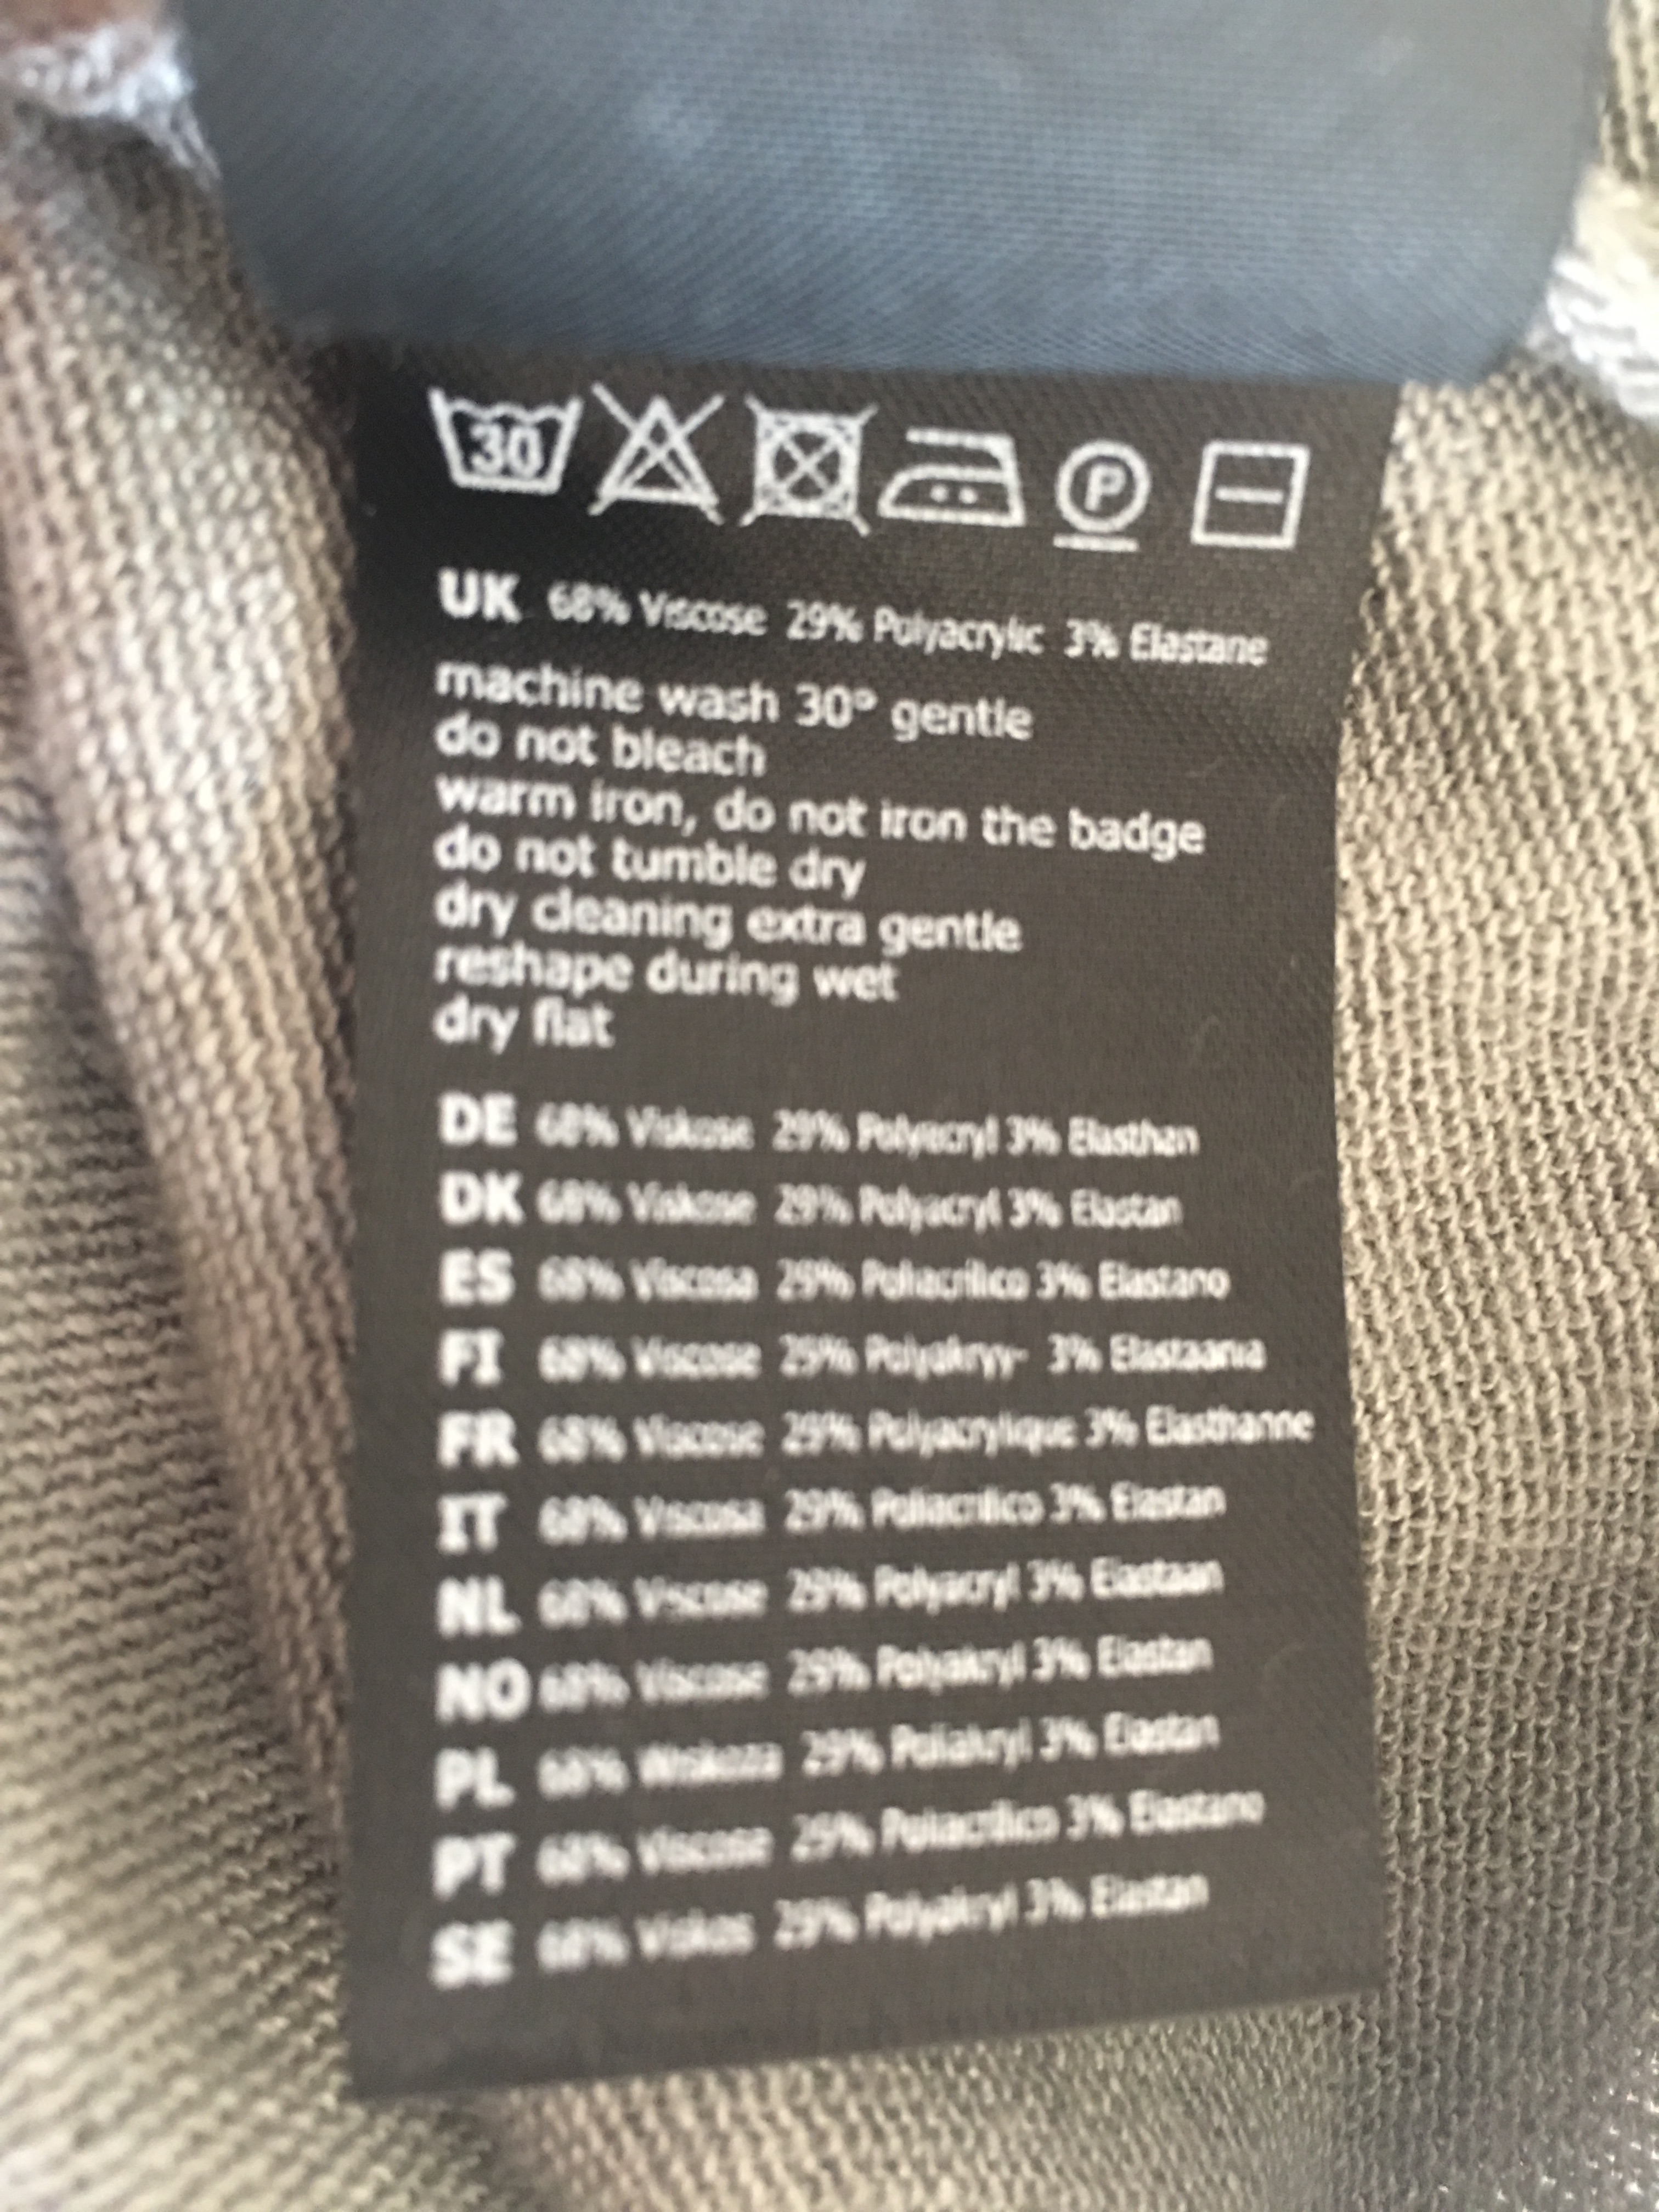 30 P
UK 68% Viscose 29% Polyacrylic 3% Elastane
machine wash 30° gentle
do not bleach
warm iron, do not iron the badge
do not tumble dry
dry cleaning extra gentle
reshape during wet
dry flat
DE 68% Viskose 29% Polyacryl 3% Elasthan
DK 68% Viskose 29% Polyacryl 3% Elastan
ES 68% Viscosa 29% Poliacrílico 3% Elastano
FI 68% Viscose 29% Polyakryy- 3% Elastaania
FR 68% Viscose 29% Polyacrylique 3% Elasthanne
IT 68% Viscosa 29% Poliacrilico 3% Elastan
NL 68% Viscose 29% Polyacryl 3% Elastaan
NO 68% Viscose 29% Polyakryl 3% Elastan
PL 68% Wiskoza 29% Poliakryl 3% Elastan
PT 68% Viscose 29% Poliacrílico 3% Elastano
SE 68% Viskos 29% Polyakryl 3% Elastan